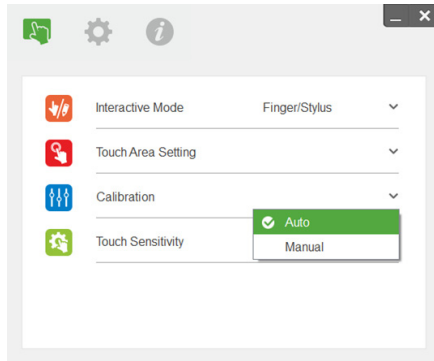 Interactive Mode Finger/Stylus
Touch Area Setting
Calibration
Auto
Touch Sensitivity
Manual